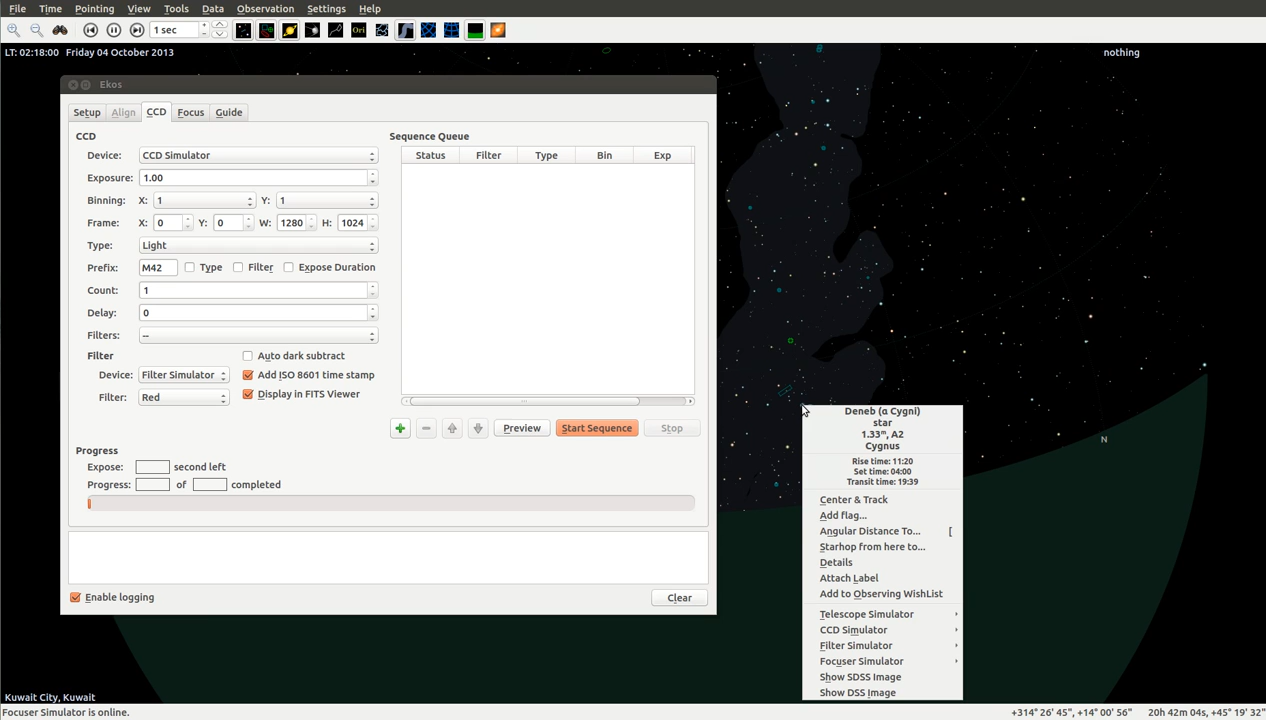 File Time Pointing View Tools Data Observation Settings Help
1 sec Ori
LT: 02:18:00 Friday 04 October 2013
nothing
Ekos
Setup Align CCD Focus Guide
CCD
Device: CCD Simulator
Exposure: 1.00
Binning: X: 1 Y: 1
Frame: X: 0 Y: 0 W: 1280 H: 1024
Type: Light
Prefix: M42 Type Filter Expose Duration
Count: 1
Delay: 0
Filters: --
Filter
Auto dark subtract
Device: Filter Simulator
Add ISO 8601 time stamp
Filter: Red
Display in FITS Viewer
Sequence Queue
Status Filter Type Bin Exp
Preview Start Sequence Stop
Progress
Expose: second left
Progress: of completed
Enable logging
Clear
Deneb (α Cygni)
star
1.33ᵐ, A2
Cygnus
Rise time: 11:20
Set time: 04:00
Transit time: 19:39
Center & Track
Add flag...
Angular Distance To... [
Starhop from here to...
Details
Attach Label
Add to Observing WishList
Telescope Simulator
CCD Simulator
Filter Simulator
Focuser Simulator
Show SDSS Image
Show DSS Image
N
Kuwait City, Kuwait
Focuser Simulator is online.
+314° 26' 45", +14° 00' 56" 20h 42m 04s, +45° 19' 32"